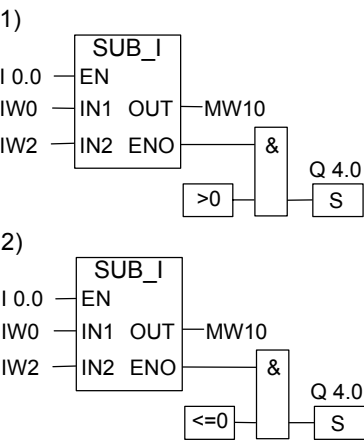 1)
SUB_I
I 0.0 EN
IW0 IN1 OUT MW10
IW2 IN2 ENO &
Q 4.0
>0 S
2)
SUB_I
I 0.0 EN
IW0 IN1 OUT MW10
IW2 IN2 ENO &
Q 4.0
<=0 S